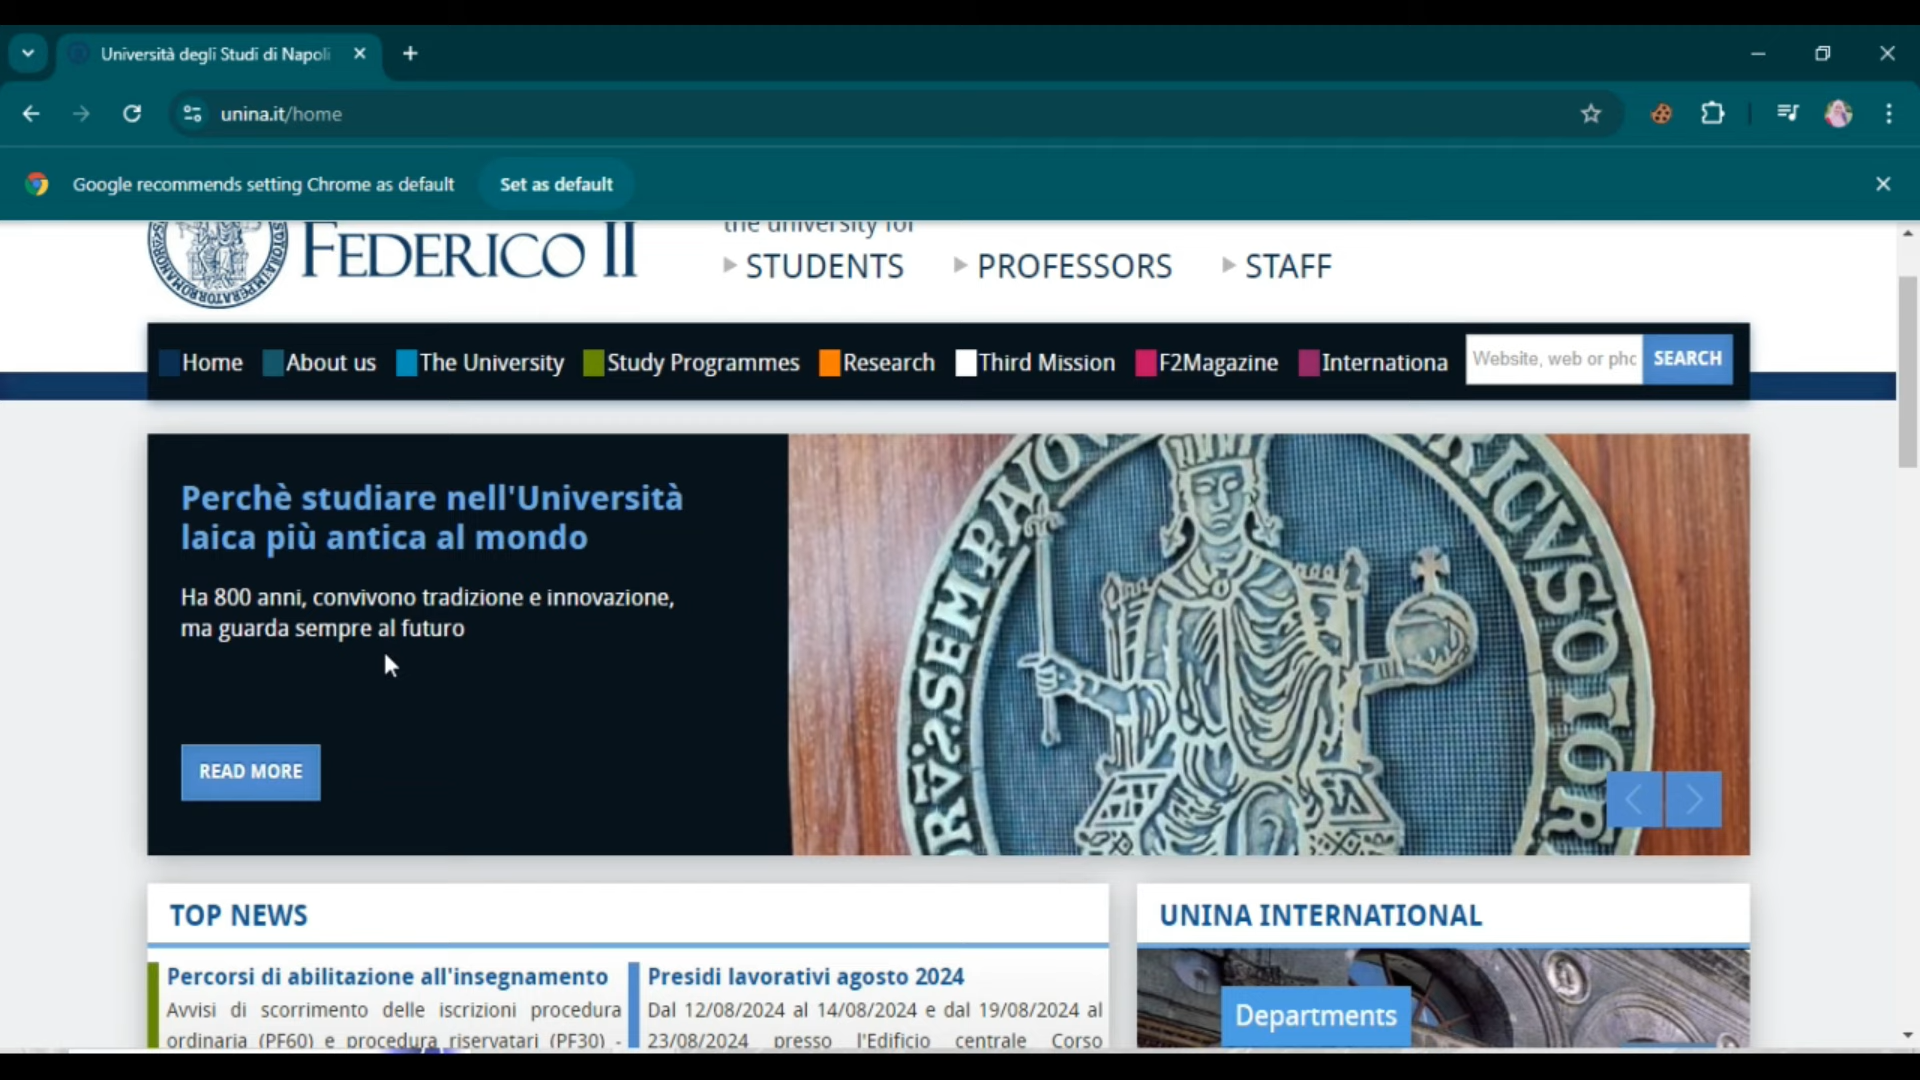 Università degli Studi di Napoli
unina.it/home
Google recommends setting Chrome as default
Set as default
FEDERICO II
the university for
STUDENTS
PROFESSORS
STAFF
Home
About us
The University
Study Programmes
Research
Third Mission
F2Magazine
Internationa
Website, web or pho
SEARCH
Perchè studiare nell'Università
laica più antica al mondo
Ha 800 anni, convivono tradizione e innovazione,
ma guarda sempre al futuro
READ MORE
TOP NEWS
Percorsi di abilitazione all'insegnamento
Avvisi di scorrimento delle iscrizioni procedura
ordinaria (PF60) e procedura riservatari (PF30) -
Presidi lavorativi agosto 2024
Dal 12/08/2024 al 14/08/2024 e dal 19/08/2024 al
23/08/2024 presso l'Edificio centrale Corso
UNINA INTERNATIONAL
Departments